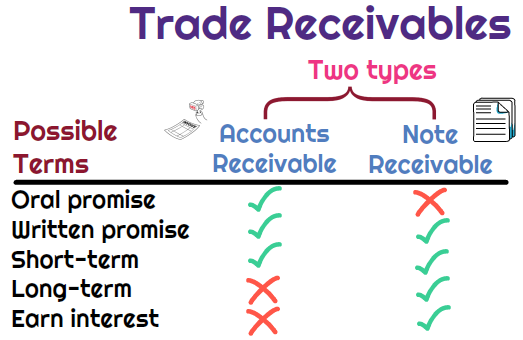 Trade Receivables
Two types
Possible Terms
Accounts Receivable
Note Receivable
Oral promise
Written promise
Short-term
Long-term
Earn interest